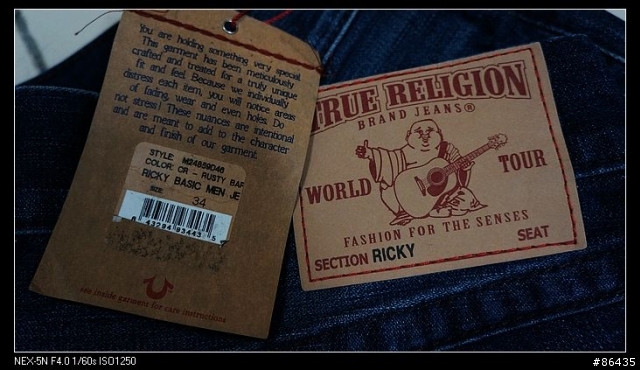 You are holding something very special.
This garment has been meticulously
crafted and treated for a truly unique
fit and feel. Because we individually
distress each item, you will notice areas
of fading, wear and even holes. Do
not stress! These nuances are intentional
and are meant to add to the character
and finish of our garment.
STYLE M24859D46
COLOR: CR - RUSTY BAR
RICKY BASIC MEN JE
SIZE
34
see inside garment for care instructions
TRUE RELIGION
BRAND JEANS®
WORLD TOUR
FASHION FOR THE SENSES
SECTION RICKY SEAT
NEX-5N F4.0 1/60s ISO1250
#86435